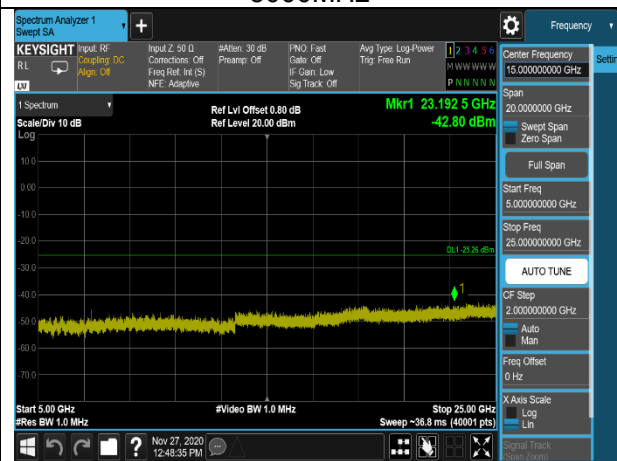 Spectrum Analyzer 1
Swept SA
+
Frequency
KEYSIGHT
RL
LXI
Input: RF
Coupling: DC
Align: Off
Input Z: 50 Ω
Corrections: Off
Freq Ref: Int (S)
NFE: Adaptive
#Atten: 30 dB
Preamp: Off
PNO: Fast
Gate: Off
IF Gain: Low
Sig Track: Off
Avg Type: Log-Power
Trig: Free Run
1 2 3 4 5 6
M W W W W W
P N N N N N
1 Spectrum
Scale/Div 10 dB
Log
Ref Lvl Offset 0.80 dB
Ref Level 20.00 dBm
Mkr1 23.192 5 GHz
-42.80 dBm
10.0
0.00
-10.0
-20.0
-30.0
-40.0
-50.0
-60.0
-70.0
DL1 -25.26 dBm
1
Start 5.00 GHz
#Res BW 1.0 MHz
#Video BW 1.0 MHz
Stop 25.00 GHz
Sweep ~36.8 ms (40001 pts)
Nov 27, 2020
12:48:35 PM
?
Center Frequency
15.000000000 GHz
Span
20.0000000 GHz
Swept Span
Zero Span
Full Span
Start Freq
5.000000000 GHz
Stop Freq
25.000000000 GHz
AUTO TUNE
CF Step
2.000000000 GHz
Auto
Man
Freq Offset
0 Hz
X Axis Scale
Log
Lin
Signal Track
(Span Zoom)